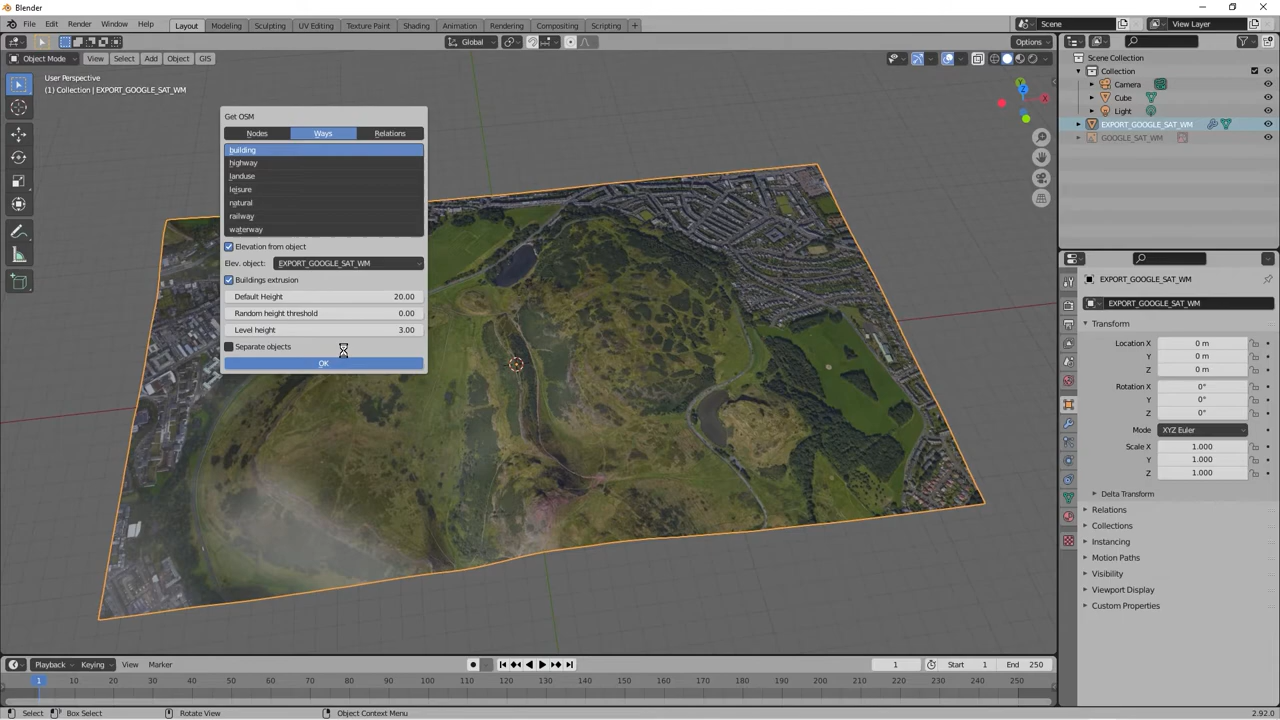 Blender
File Edit Render Window Help Layout Modeling Sculpting UV Editing Texture Paint Shading Animation Rendering Compositing Scripting + Scene View Layer
Global Options
Object Mode View Select Add Object GIS
User Perspective
(1) Collection | EXPORT_GOOGLE_SAT_WM
Get OSM
Nodes Ways Relations
building
highway
landuse
leisure
natural
railway
waterway
Elevation from object
Elev. object: EXPORT_GOOGLE_SAT_WM
Buildings extrusion
Default Height 20.00
Random height threshold 0.00
Level height 3.00
Separate objects
OK
Y
Z
X
Scene Collection
Collection
Camera
Cube
Light
EXPORT_GOOGLE_SAT_WM
GOOGLE_SAT_WM
EXPORT_GOOGLE_SAT_WM
EXPORT_GOOGLE_SAT_WM
Transform
Location X 0 m
Y 0 m
Z 0 m
Rotation X 0°
Y 0°
Z 0°
Mode XYZ Euler
Scale X 1.000
Y 1.000
Z 1.000
Delta Transform
Relations
Collections
Instancing
Motion Paths
Visibility
Viewport Display
Custom Properties
Playback Keying View Marker 1 Start 1 End 250
1 10 20 30 40 50 60 70 80 90 100 110 120 130 140 150 160 170 180 190 200 210 220 230 240 250
Select Box Select Rotate View Object Context Menu 2.92.0